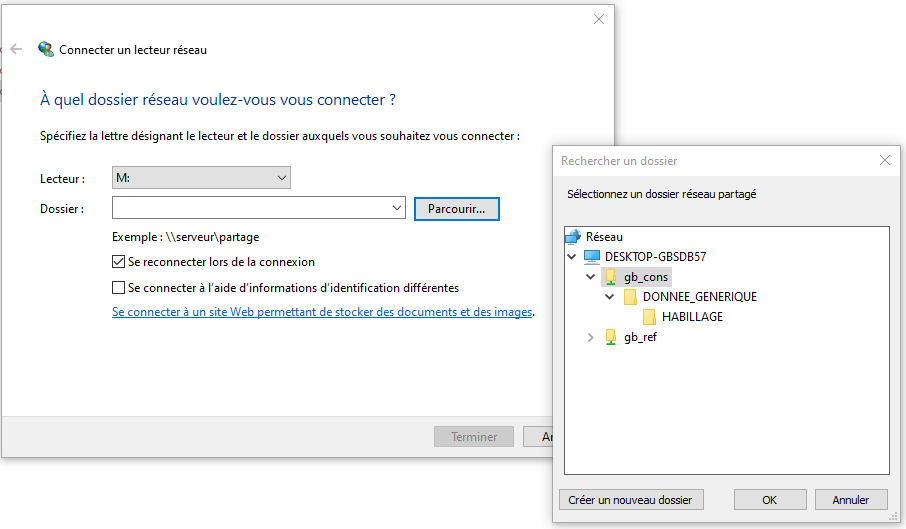 Connecter un lecteur réseau
À quel dossier réseau voulez-vous vous connecter ?
Spécifiez la lettre désignant le lecteur et le dossier auxquels vous souhaitez vous connecter :
Lecteur : M:
Dossier : Parcourir...
Exemple : \\serveur\partage
Se reconnecter lors de la connexion
Se connecter à l'aide d'informations d'identification différentes
Se connecter à un site Web permettant de stocker des documents et des images.
Terminer
Rechercher un dossier
Sélectionnez un dossier réseau partagé
Réseau
DESKTOP-GBSDB57
gb_cons
DONNEE_GENERIQUE
HABILLAGE
gb_ref
Créer un nouveau dossier OK Annuler